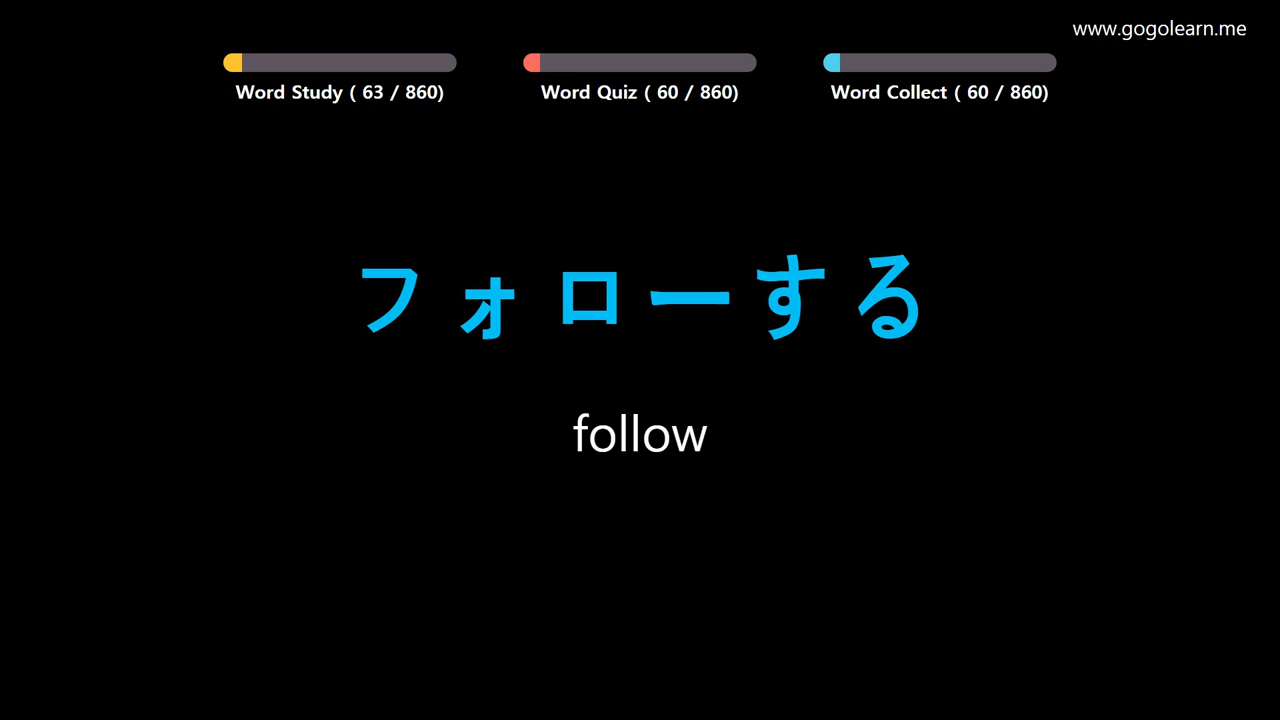 www.gogolearn.me
Word Study ( 63 / 860)
Word Quiz ( 60 / 860)
Word Collect ( 60 / 860)
フォローする
follow